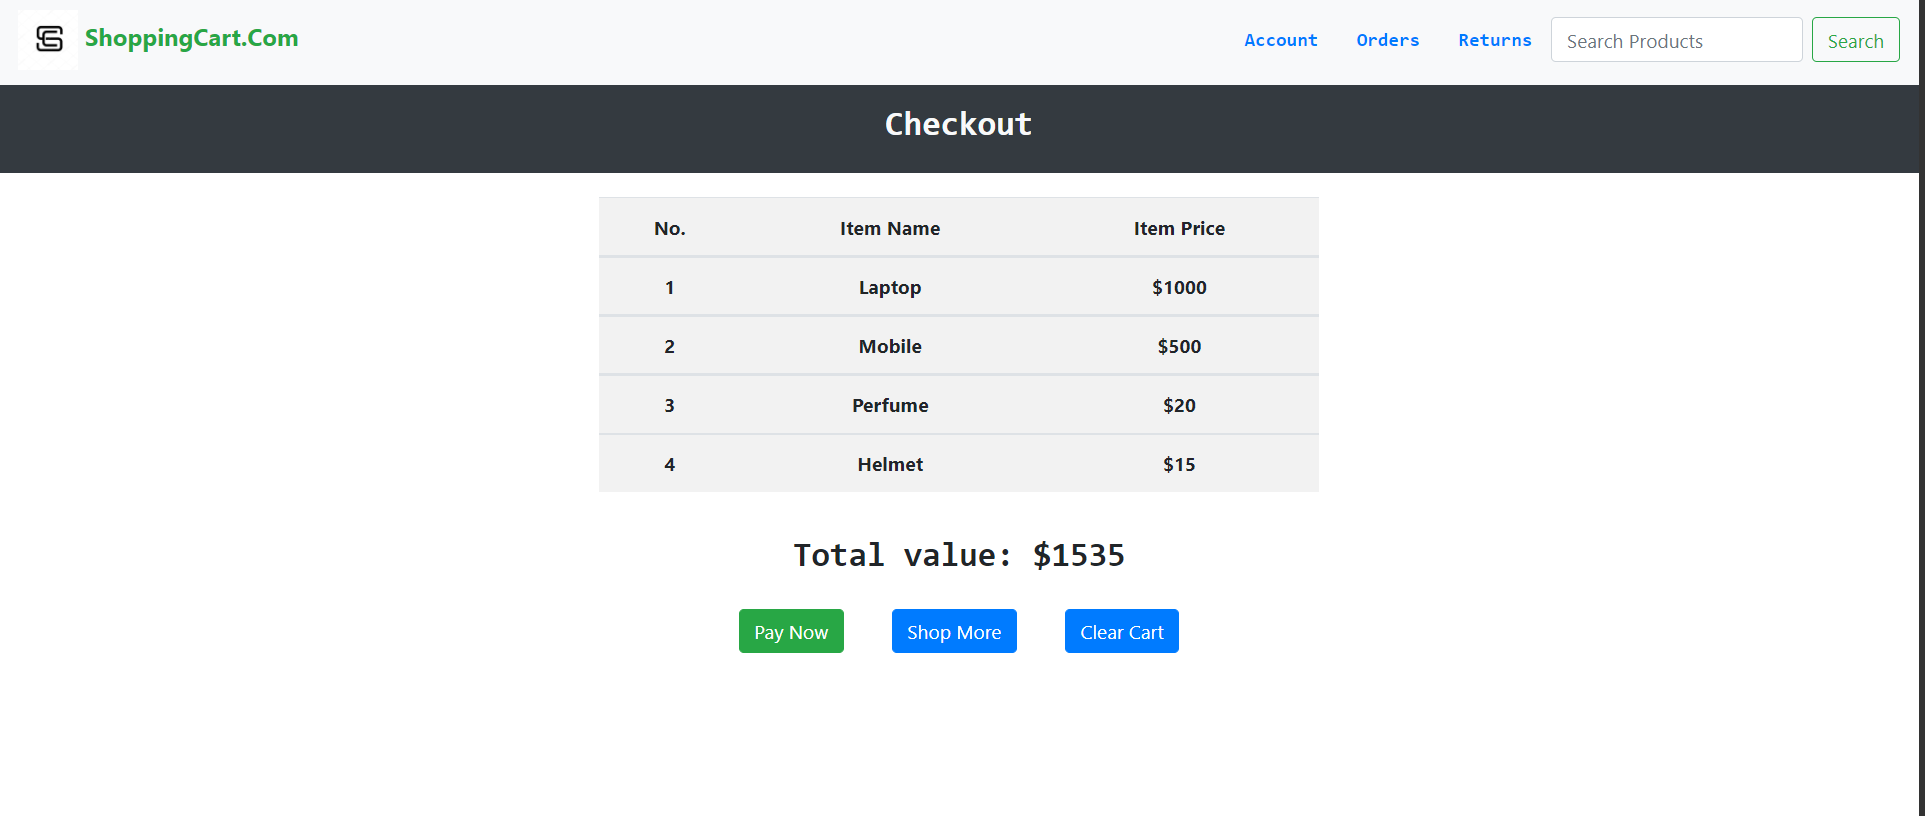 ShoppingCart.Com Account Orders Returns Search Products Search
Checkout
No. Item Name Item Price
1 Laptop $1000
2 Mobile $500
3 Perfume $20
4 Helmet $15
Total value: $1535
Pay Now Shop More Clear Cart